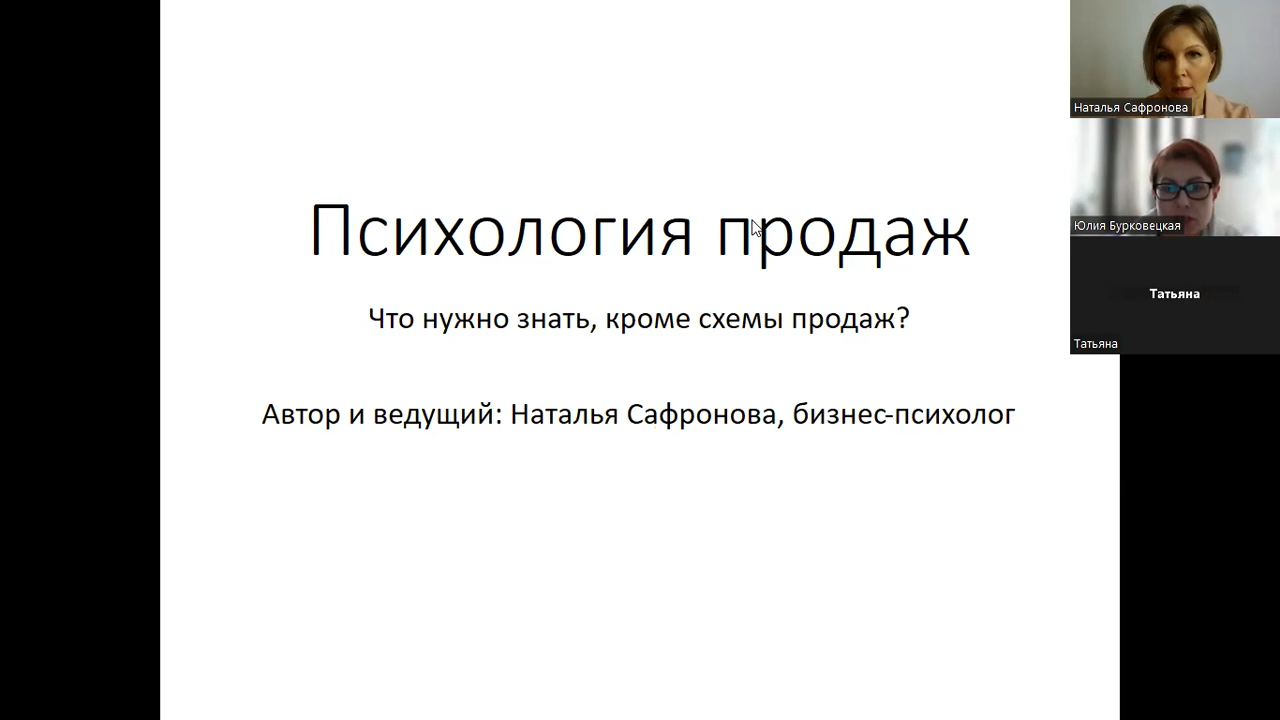 Психология продаж
Что нужно знать, кроме схемы продаж?
Автор и ведущий: Наталья Сафронова, бизнес-психолог
Наталья Сафронова
Юлия Бурковецкая
Татьяна
Татьяна